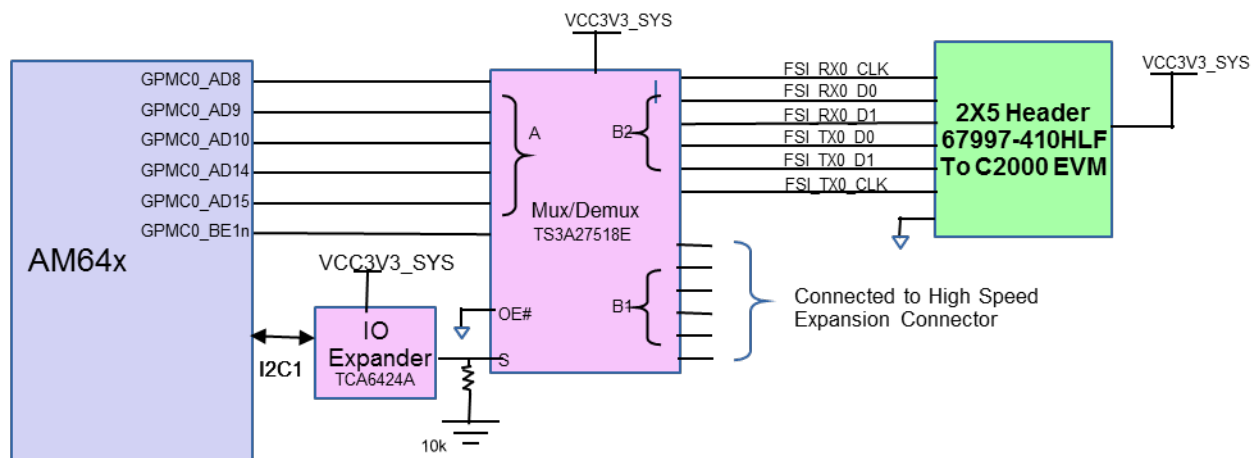 VCC3V3_SYS
GPMC0_AD8
GPMC0_AD9
GPMC0_AD10
GPMC0_AD14
GPMC0_AD15
GPMC0_BE1n
AM64x
VCC3V3_SYS
IO
Expander
TCA6424A
I2C1
10k
A
B2
Mux/Demux
TS3A27518E
B1
OE#
S
FSI_RX0_CLK
FSI_RX0_D0
FSI_RX0_D1
FSI_TX0_D0
FSI_TX0_D1
FSI_TX0_CLK
2X5 Header
67997-410HLF
To C2000 EVM
VCC3V3_SYS
Connected to High Speed
Expansion Connector